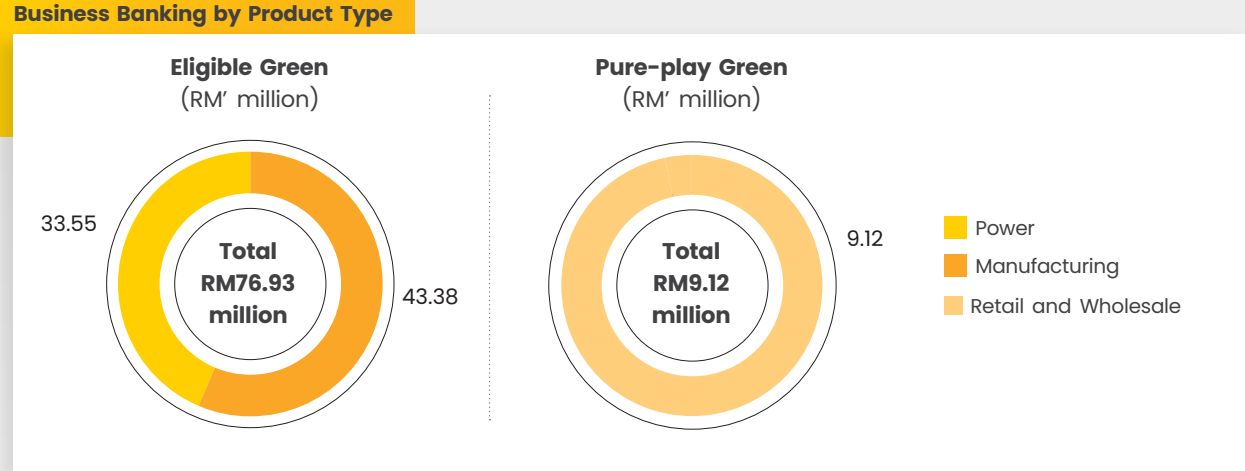 Business Banking by Product Type
Eligible Green
(RM’ million)
33.55
Total
RM76.93
million
43.38
Pure-play Green
(RM’ million)
Total
RM9.12
million
9.12
Power
Manufacturing
Retail and Wholesale